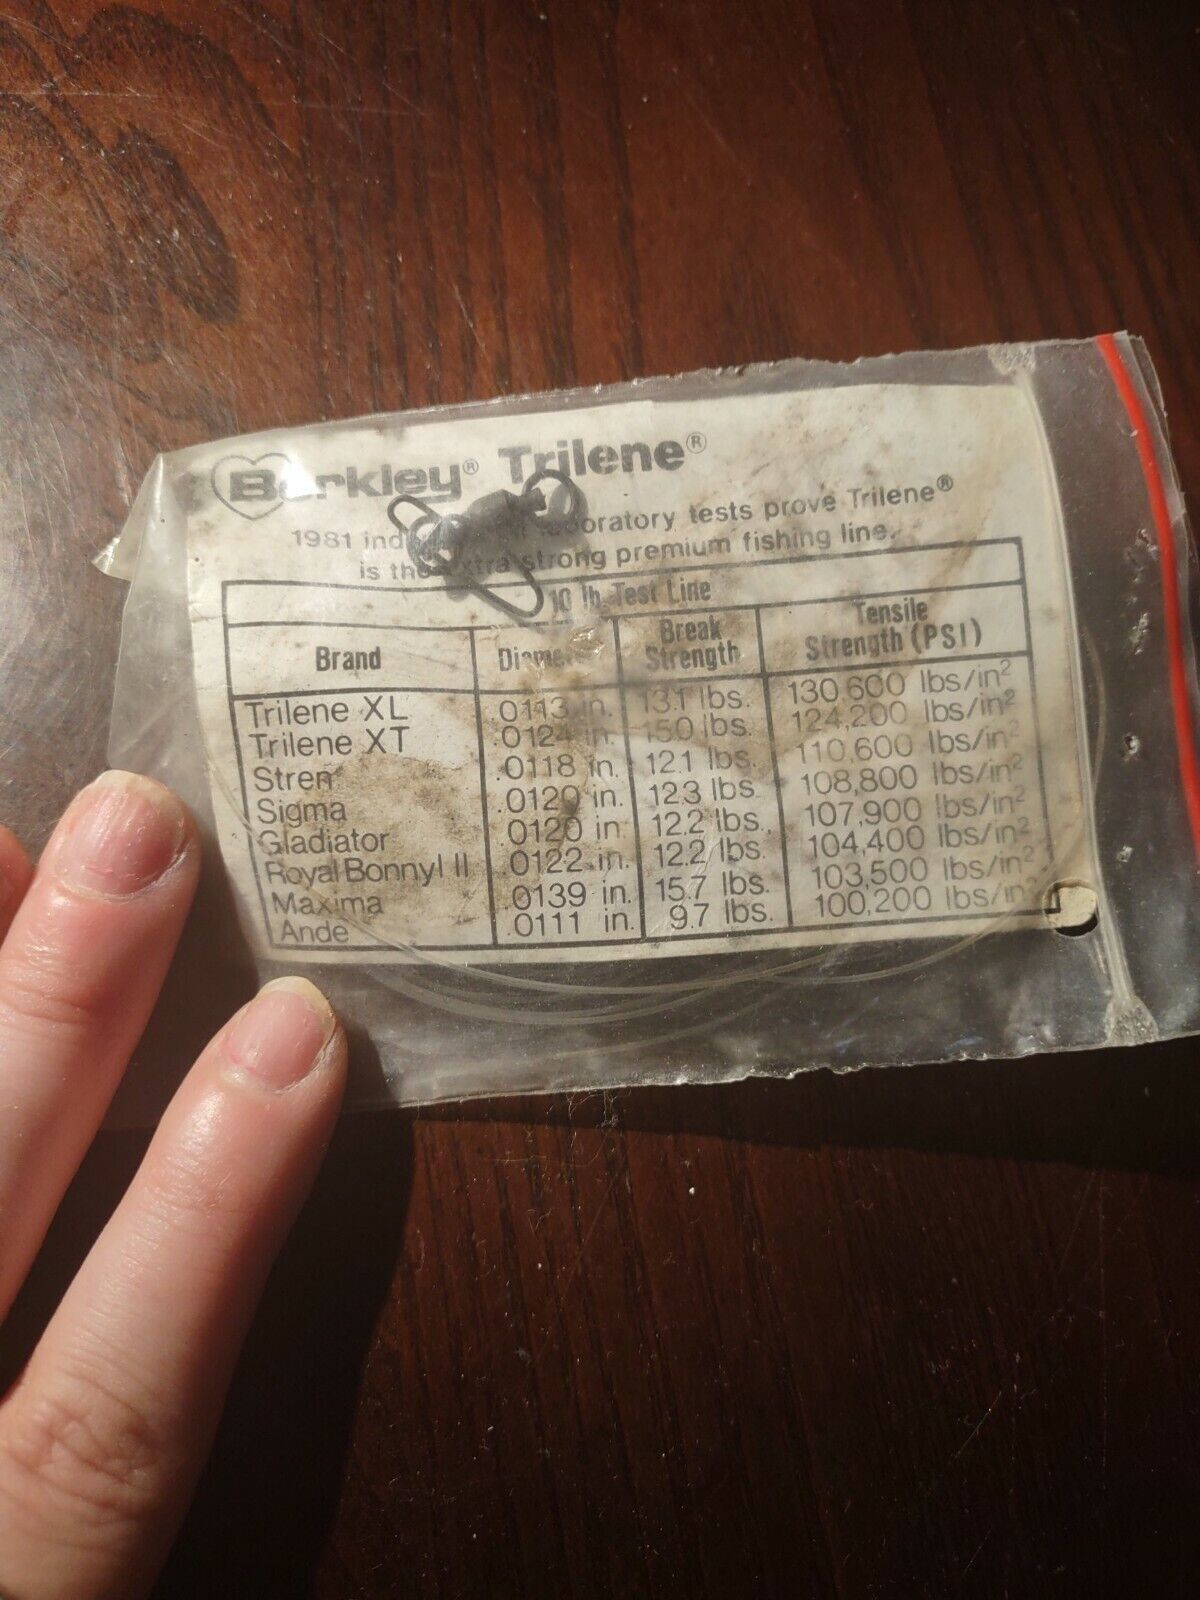 Berkley® Trilene®
1981 laboratory tests prove Trilene®
is the extra strong premium fishing line.
10 lb. Test Line
Brand Diameter Break Strength Tensile Strength (PSI)
Trilene XL .0113 in. 13.1 lbs. 130,600 lbs/in²
Trilene XT .0124 in. 15.0 lbs. 124,200 lbs/in²
Stren .0118 in. 12.1 lbs. 110,600 lbs/in²
Sigma .0120 in. 12.3 lbs. 108,800 lbs/in²
Gladiator .0120 in. 12.2 lbs. 107,900 lbs/in²
Royal Bonnyl II .0122 in. 12.2 lbs. 104,400 lbs/in²
Maxima .0139 in. 15.7 lbs. 103,500 lbs/in²
Ande .0111 in. 9.7 lbs. 100,200 lbs/in²